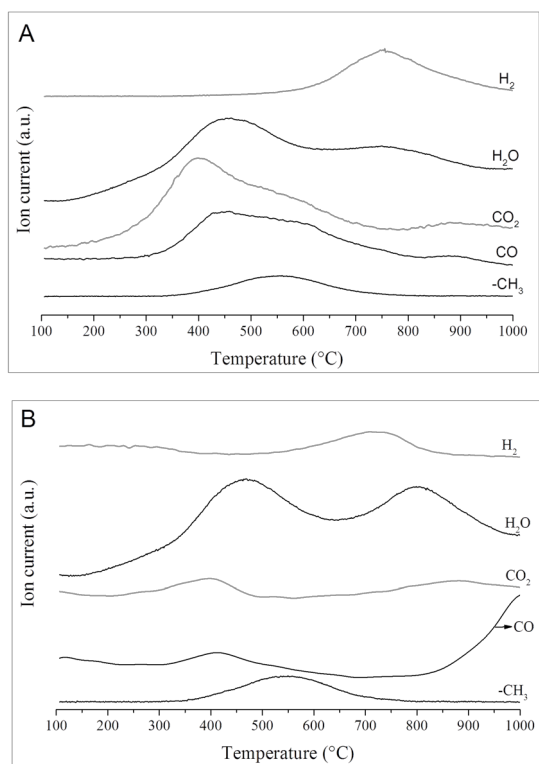 A
Ion current (a.u.)
H₂
H₂O
CO₂
CO
-CH₃
100 200 300 400 500 600 700 800 900 1000
Temperature (°C)
B
Ion current (a.u.)
H₂
H₂O
CO₂
CO
-CH₃
100 200 300 400 500 600 700 800 900 1000
Temperature (°C)